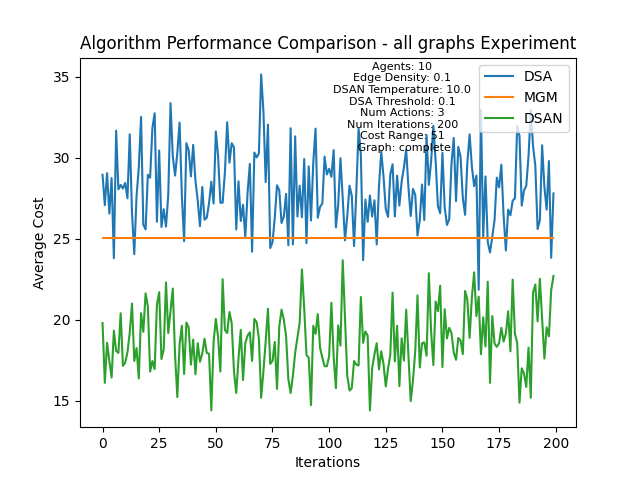 Algorithm Performance Comparison - all graphs Experiment
Agents: 10
Edge Density: 0.1
DSAN Temperature: 10.0
DSA Threshold: 0.1
Num Actions: 3
Num Iterations: 200
Cost Range: 51
Graph: complete
DSA
MGM
DSAN
35
30
25
20
15
Average Cost
0
25
50
75
100
125
150
175
200
Iterations